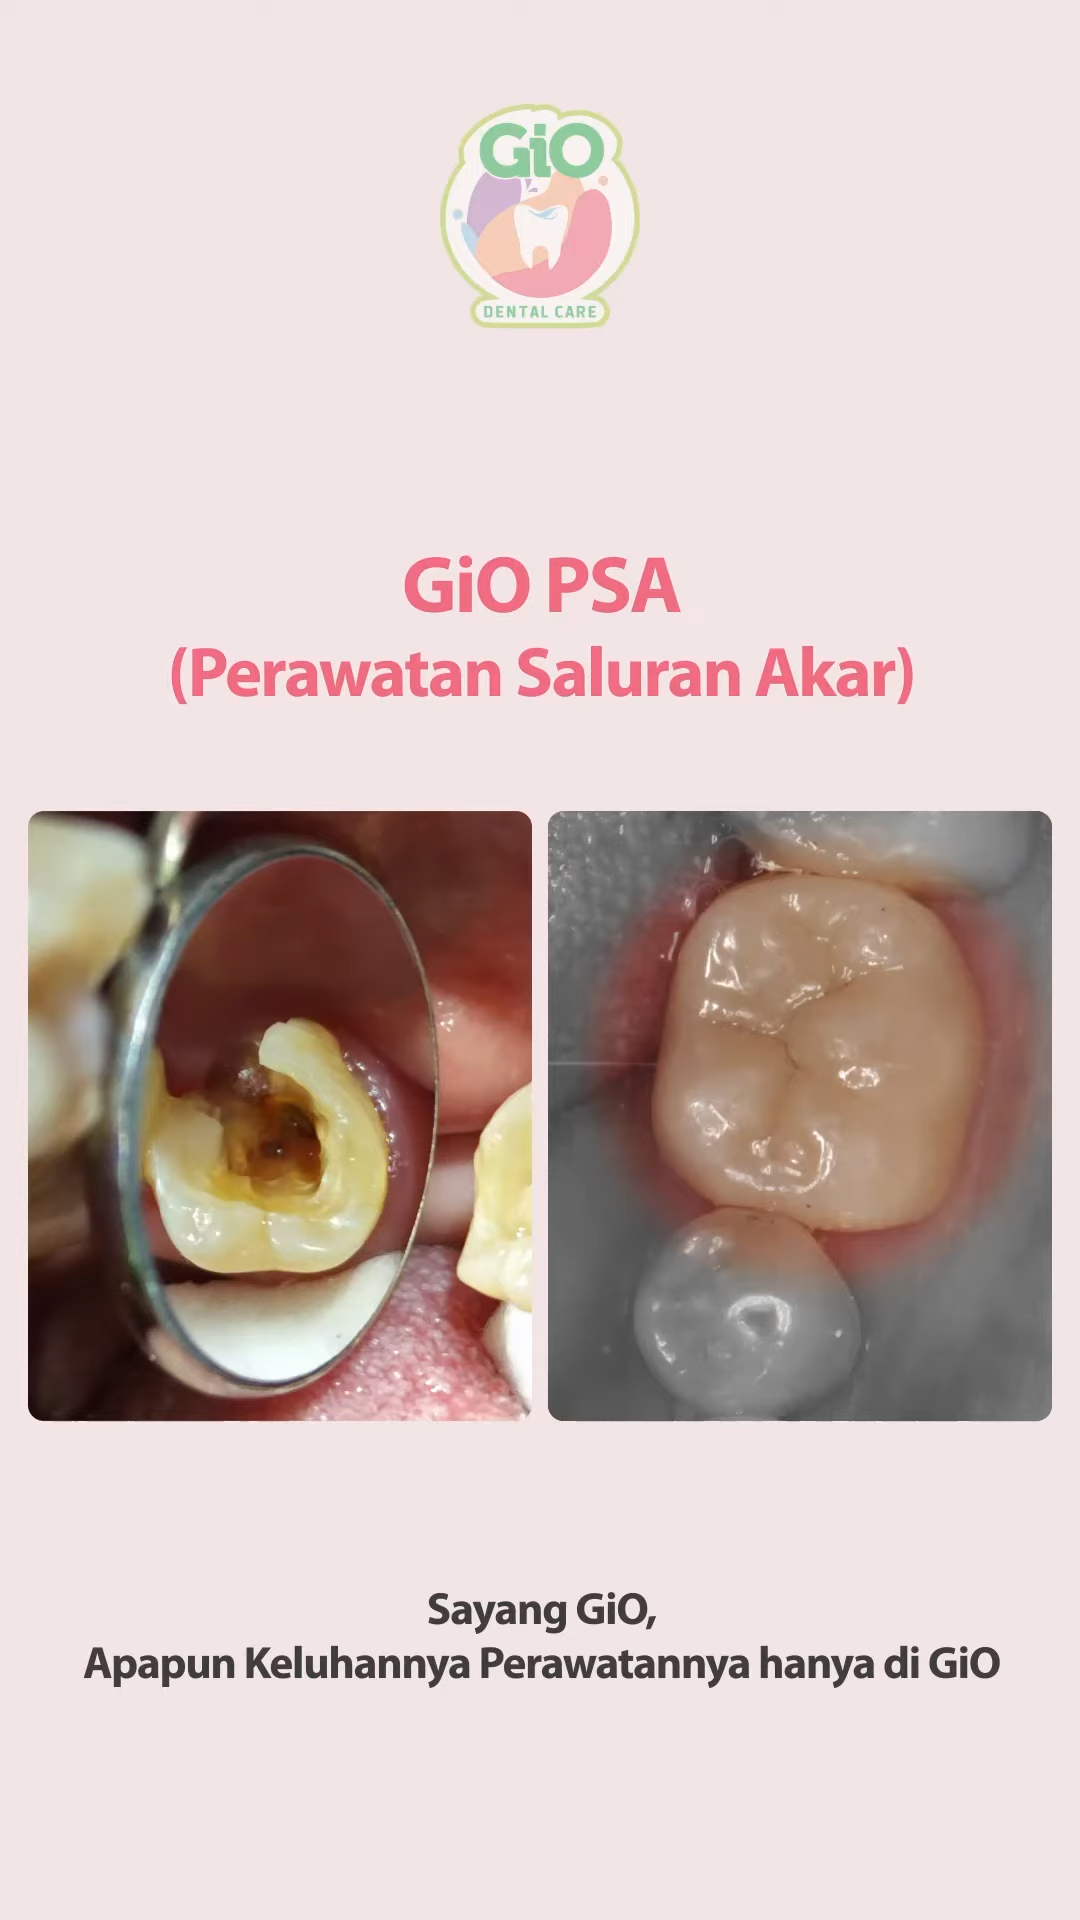 GiO
DENTAL CARE
GiO PSA
(Perawatan Saluran Akar)
Sayang GiO,
Apapun Keluhannya Perawatannya hanya di GiO